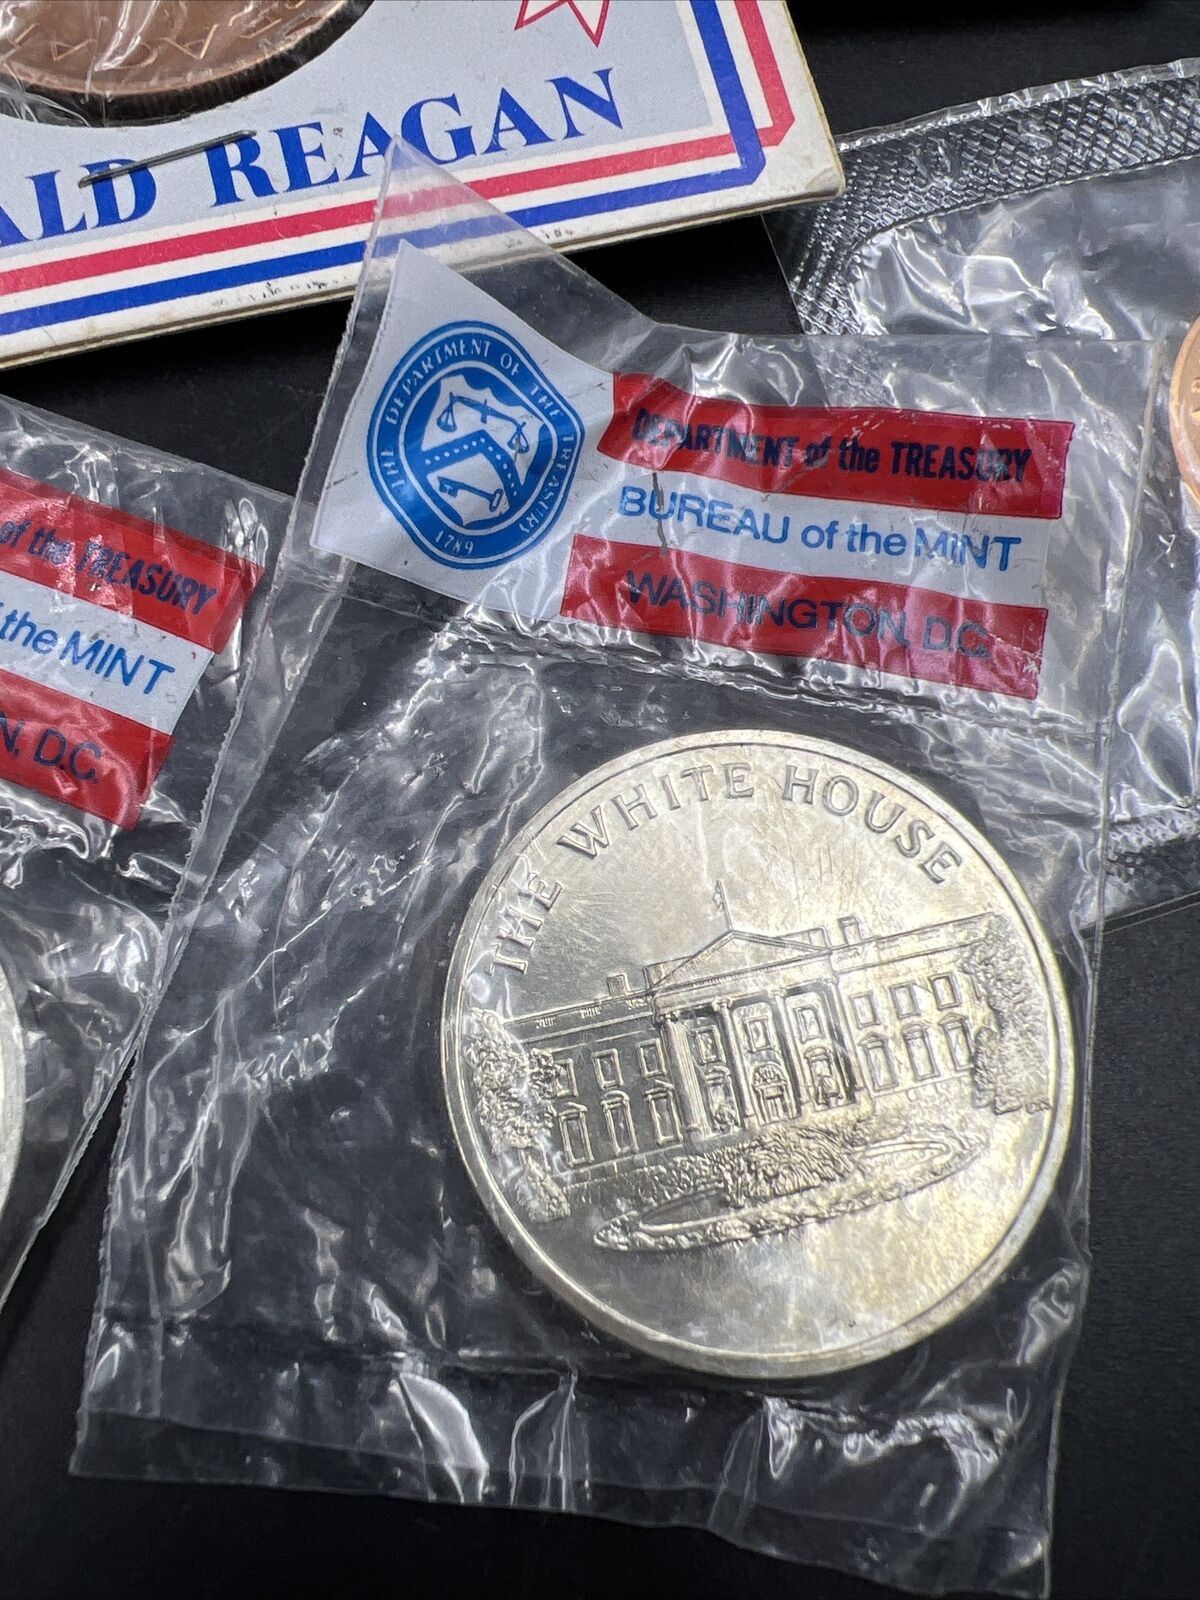 ALD REAGAN
THE DEPARTMENT OF THE TREASURY
1789
DEPARTMENT of the TREASURY
BUREAU of the MINT
WASHINGTON, D.C.
of the TREASURY
the MINT
N, D.C.
THE WHITE HOUSE